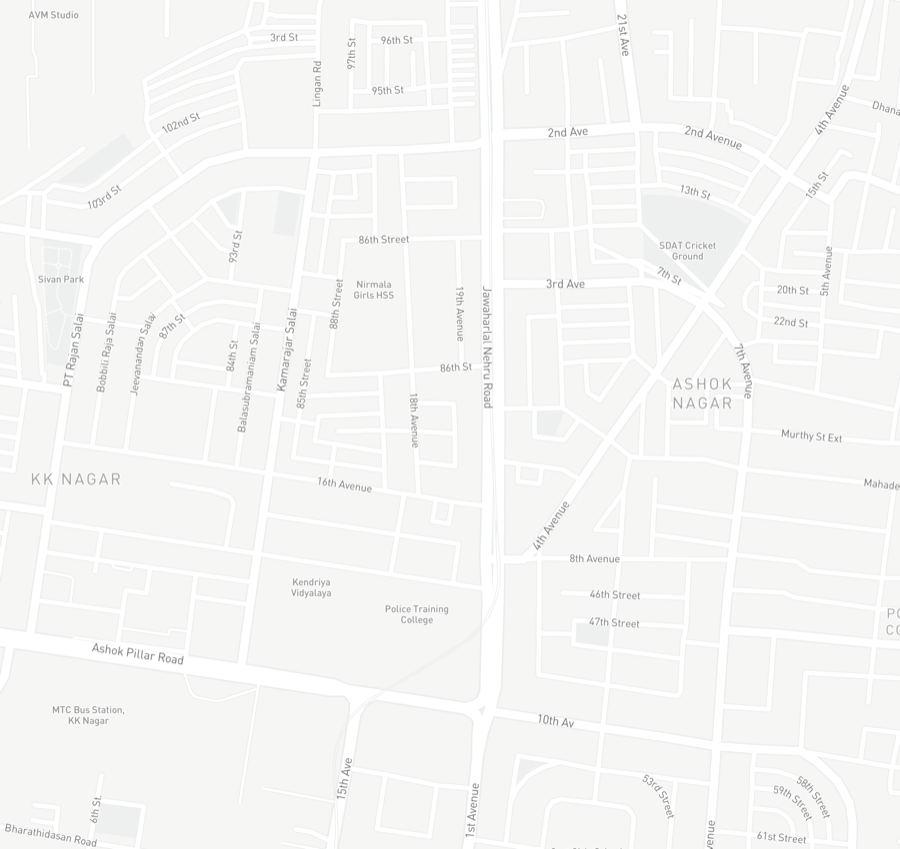 AVM Studio
3rd St
97th St
96th St
21st Ave
Lingan Rd
95th St
4th Avenue
Dhana
102nd St
2nd Ave
2nd Avenue
103rd St
13th St
15th St
93rd St
86th Street
SDAT Cricket
Ground
Sivan Park
7th St
5th Avenue
88th Street
Nirmala
Girls HSS
19th Avenue
3rd Ave
20th St
PT Rajan Salai
Bobbili Raja Salai
Jeevanandan Salai
87th St
Kamarajar Salai
Jawaharlal Nehru Road
22nd St
84th St
Balasubramaniam Salai
85th Street
86th St
7th Avenue
ASHOK
NAGAR
18th Avenue
Murthy St Ext
KK NAGAR
16th Avenue
Mahade
4th Avenue
8th Avenue
Kendriya
Vidyalaya
46th Street
Police Training
College
47th Street
PO
CO
Ashok Pillar Road
MTC Bus Station,
KK Nagar
10th Av
15th Ave
1st Avenue
53rd Street
58th Street
59th Street
6th St.
Bharathidasan Road
venue
61st Street